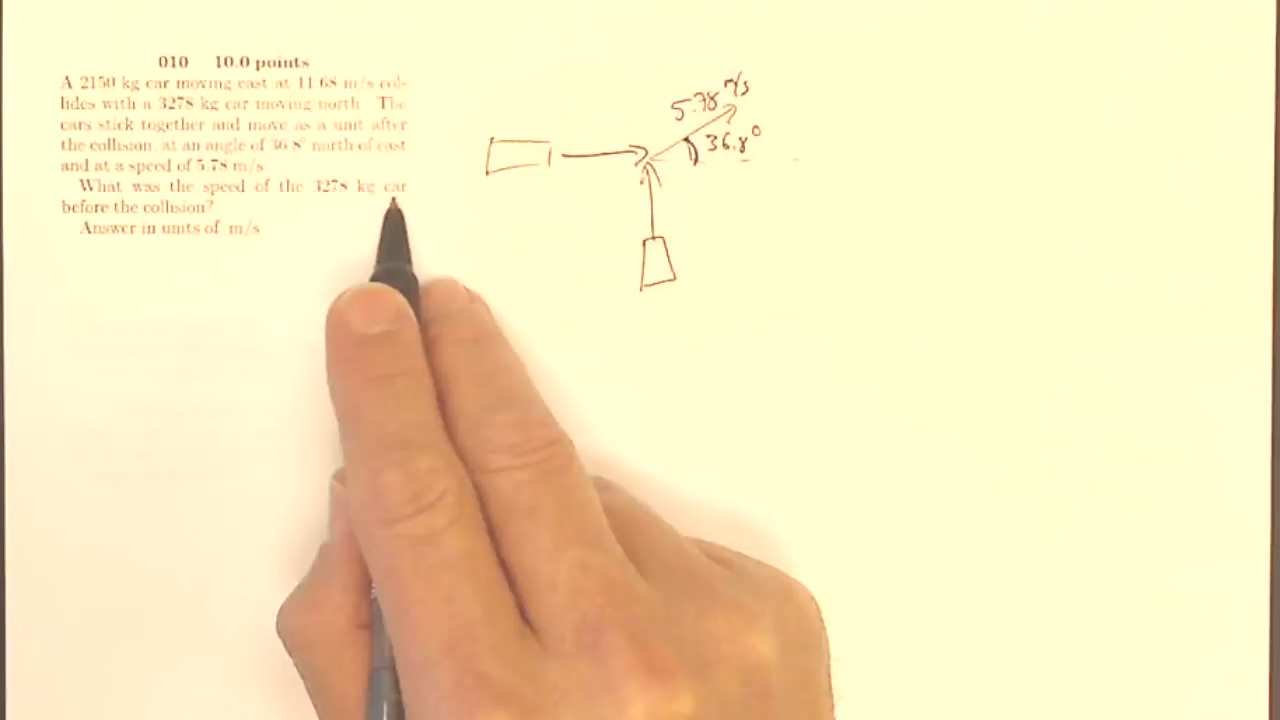 010 10.0 points
A 2150 kg car moving east at 11.68 m/s col-
lides with a 3278 kg car moving north. The
cars stick together and move as a unit after
the collision, at an angle of 36.8° north of east
and at a speed of 5.78 m/s.
What was the speed of the 3278 kg car
before the collision?
Answer in units of m/s
5.78 m/s
36.8°